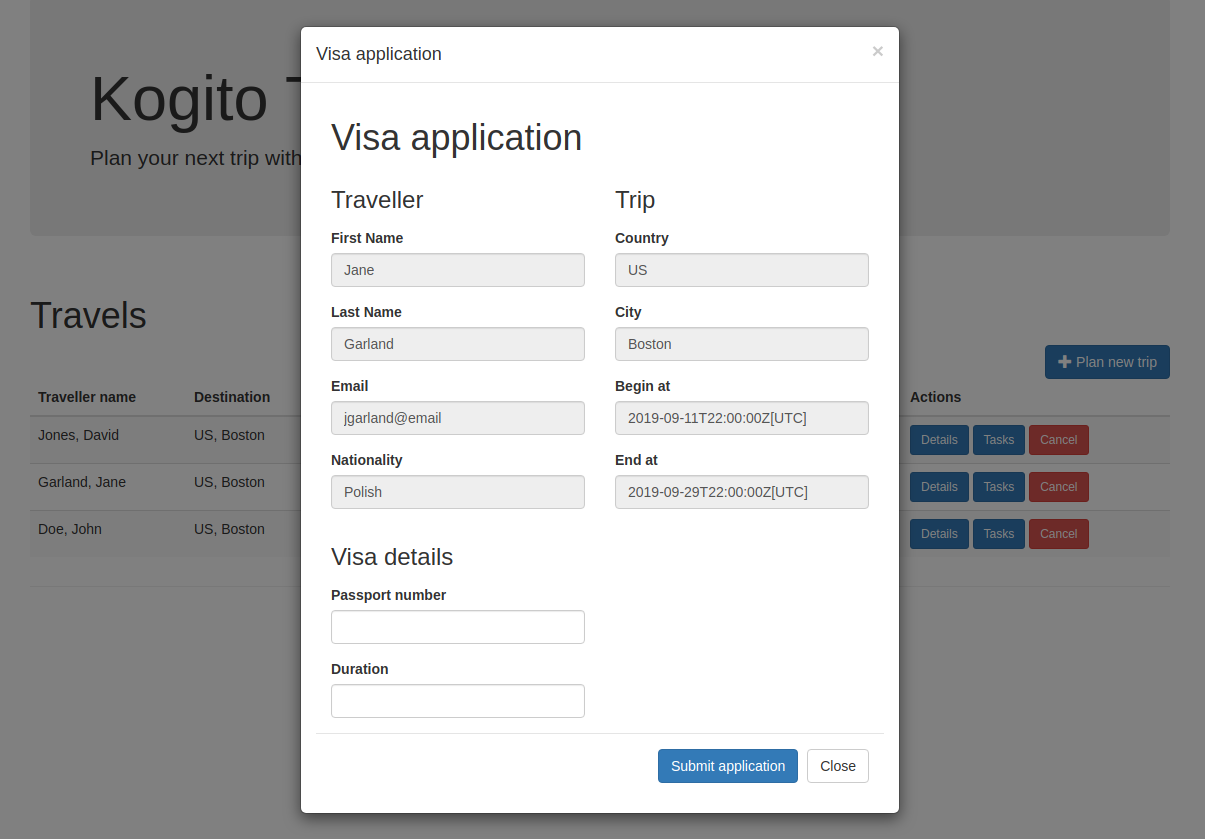 Visa application
×
Kogito
Plan your next trip with
Visa application
Traveller
First Name
Jane
Last Name
Garland
Email
jgarland@email
Nationality
Polish
Trip
Country
US
City
Boston
Begin at
2019-09-11T22:00:00Z[UTC]
End at
2019-09-29T22:00:00Z[UTC]
Visa details
Passport number
Duration
Submit application Close
Travels
Plan new trip
Traveller name Destination Actions
Jones, David US, Boston Details Tasks Cancel
Garland, Jane US, Boston Details Tasks Cancel
Doe, John US, Boston Details Tasks Cancel